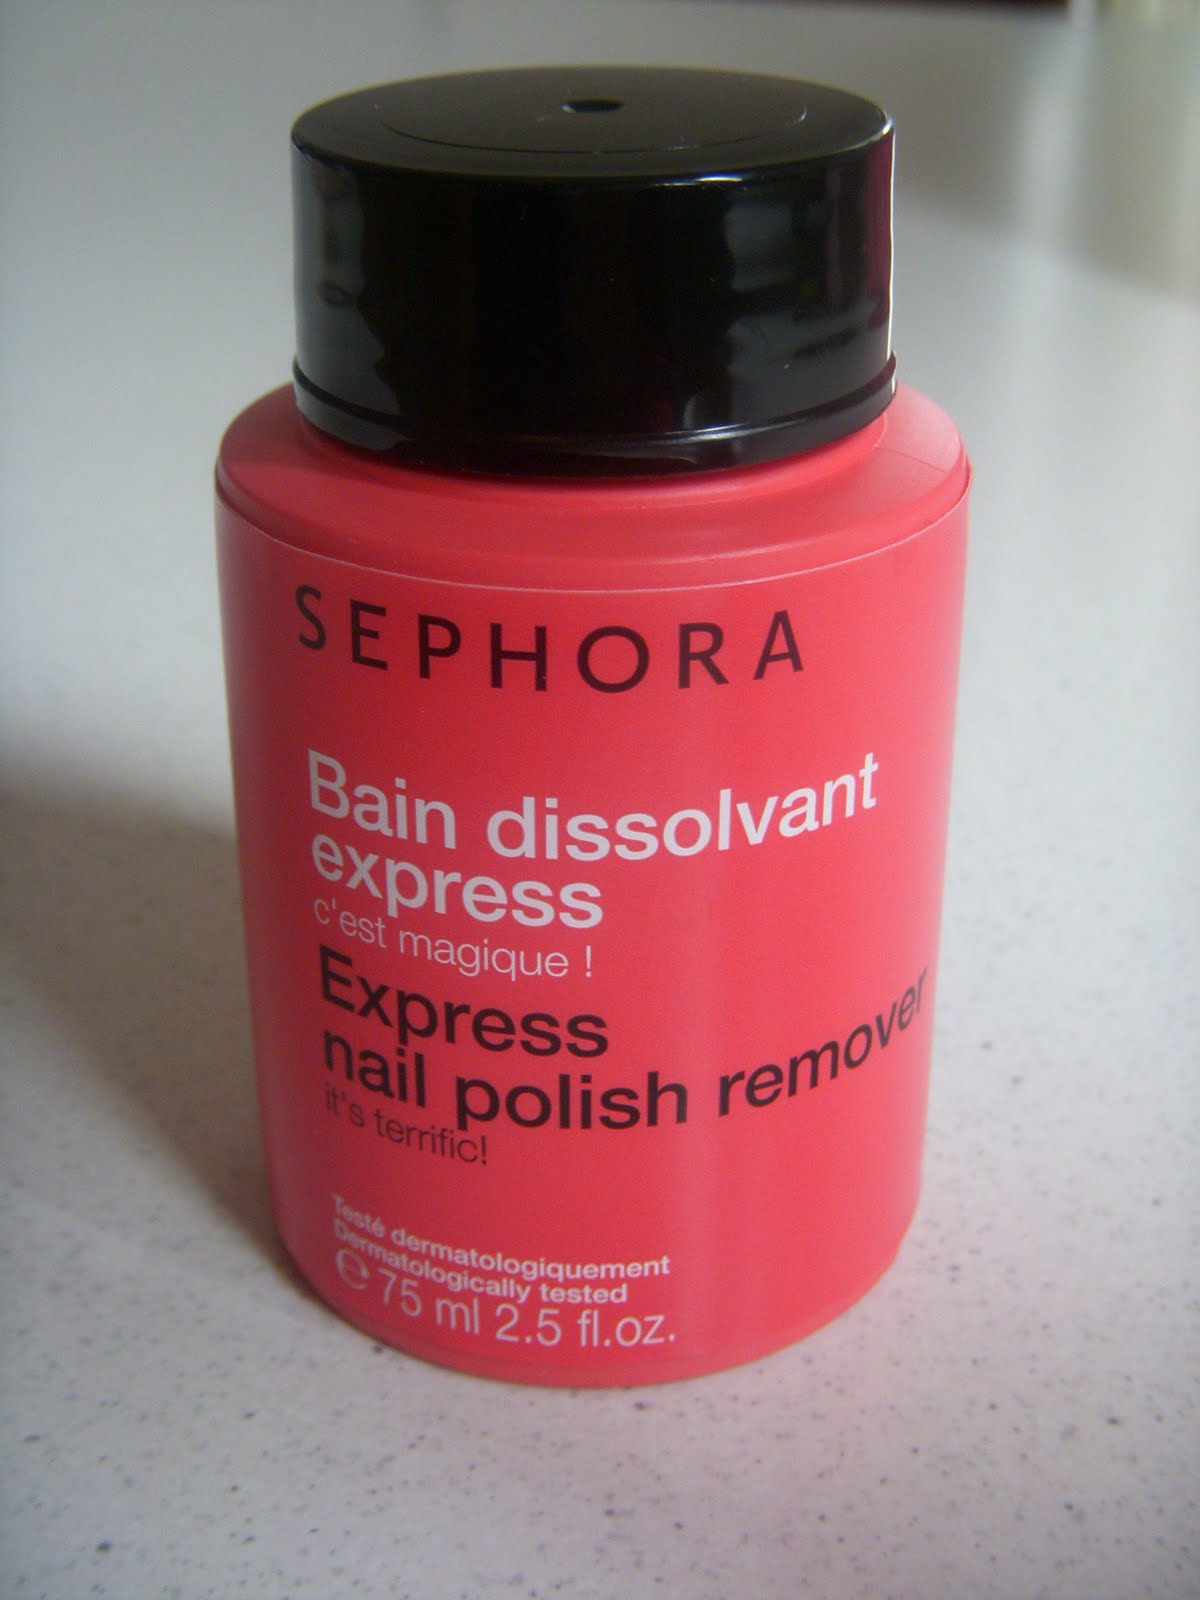 SEPHORA
Bain dissolvant
express
c'est magique !
Express
nail polish remover
it's terrific!
Testé dermatologiquement
Dermatologically tested
℮ 75 ml 2.5 fl.oz.